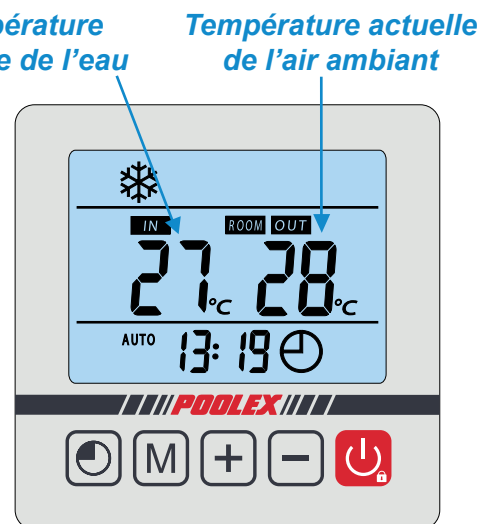 pérature
e de l'eau
Température actuelle
de l'air ambiant
IN ROOM OUT
27 °C 28 °C
AUTO 13:19
POOLEX
M + −